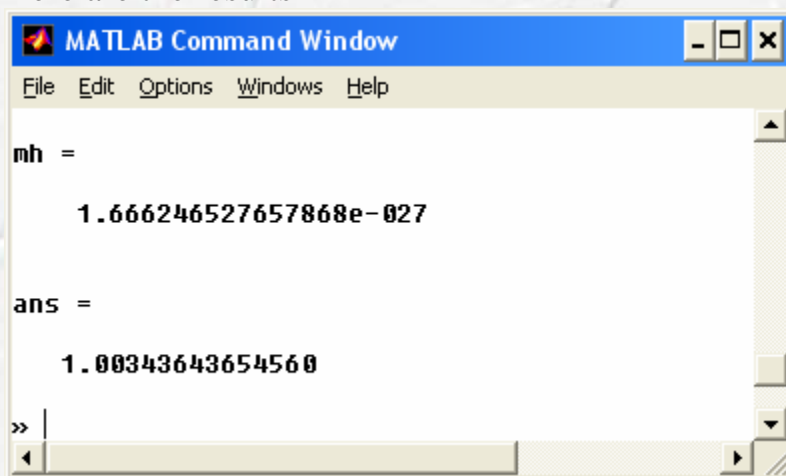 MATLAB Command Window
File Edit Options Windows Help
mh =
1.666246527657868e-027
ans =
1.00343643654560
»